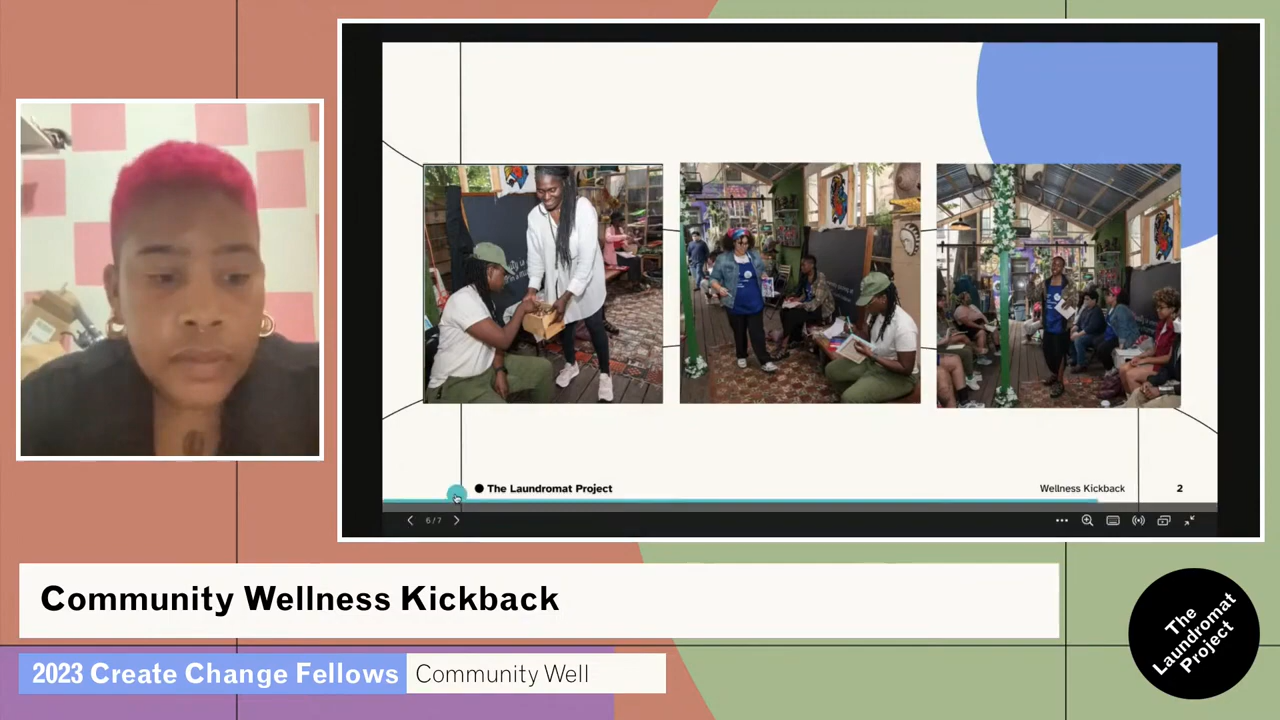 The Laundromat Project
Wellness Kickback
2
6/7
Community Wellness Kickback
2023 Create Change Fellows
Community Well
The
Laundromat
Project